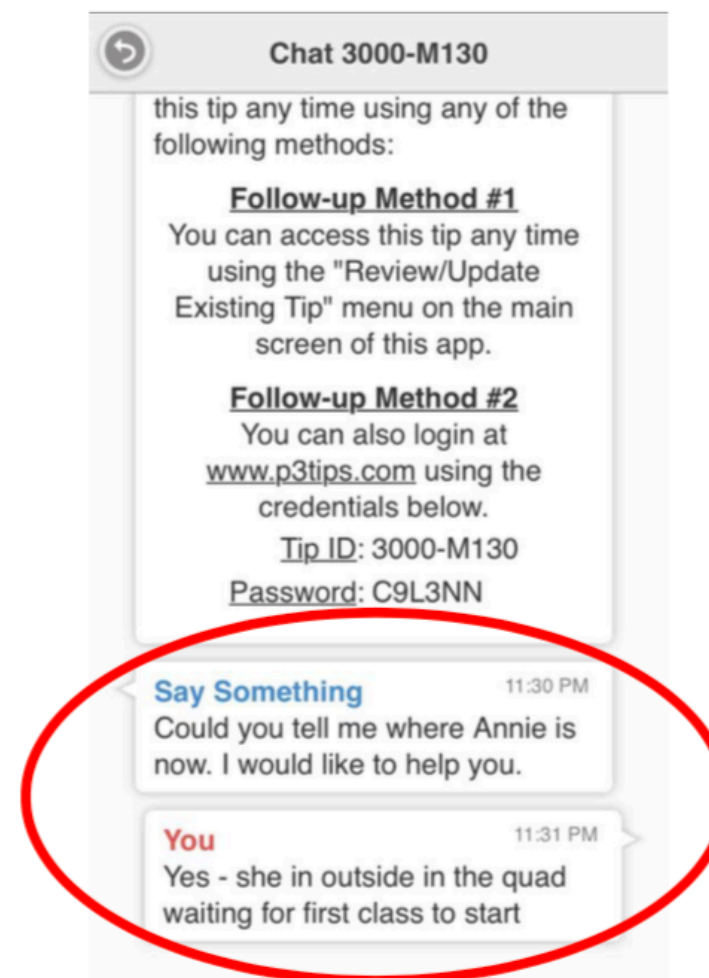 Chat 3000-M130
this tip any time using any of the
following methods:
Follow-up Method #1
You can access this tip any time
using the "Review/Update
Existing Tip" menu on the main
screen of this app.
Follow-up Method #2
You can also login at
www.p3tips.com using the
credentials below.
Tip ID: 3000-M130
Password: C9L3NN
Say Something 11:30 PM
Could you tell me where Annie is
now. I would like to help you.
You 11:31 PM
Yes - she in outside in the quad
waiting for first class to start